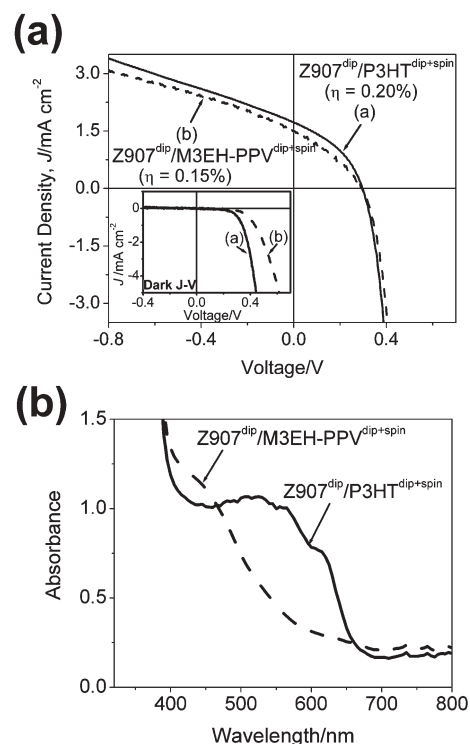 (a)
Z907dip/P3HTdip+spin
(η = 0.20%)
(a)
(b)
Z907dip/M3EH-PPVdip+spin
(η = 0.15%)
Current Density, J/mA cm-2
3.0
1.5
0.0
-1.5
-3.0
-0.8
-0.4
0.0
0.4
Voltage/V
J/mA cm-2
0
-2
-4
(a)
(b)
Dark J-V
-0.4
0.0
0.4
Voltage/V
(b)
Z907dip/M3EH-PPVdip+spin
Z907dip/P3HTdip+spin
Absorbance
1.5
1.0
0.5
0.0
400
500
600
700
800
Wavelength/nm